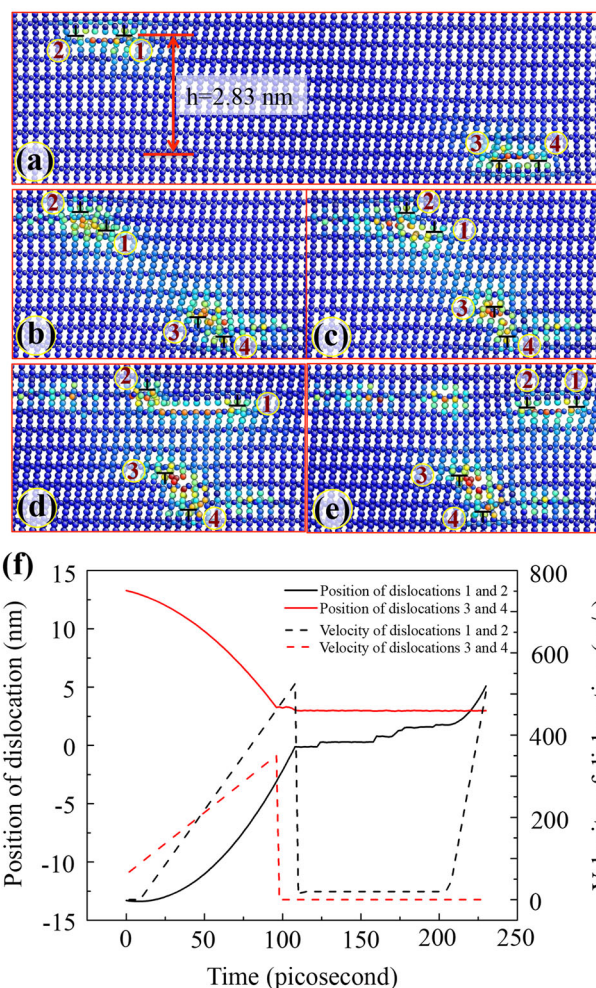 2 1
h=2.83 nm
3 4
(a)
2 2
1 1
3 3
(b) 4 (c) 4
2 1 2 1
3 3
(d) 4 (e) 4
(f)
15 800
Position of dislocations 1 and 2
Position of dislocations 3 and 4
10 600
Velocity of dislocations 1 and 2
Velocity of dislocations 3 and 4
5
0 400
-5
200
-10
0
-15
0 50 100 150 200 250
Position of dislocation (nm)
Time (picosecond)